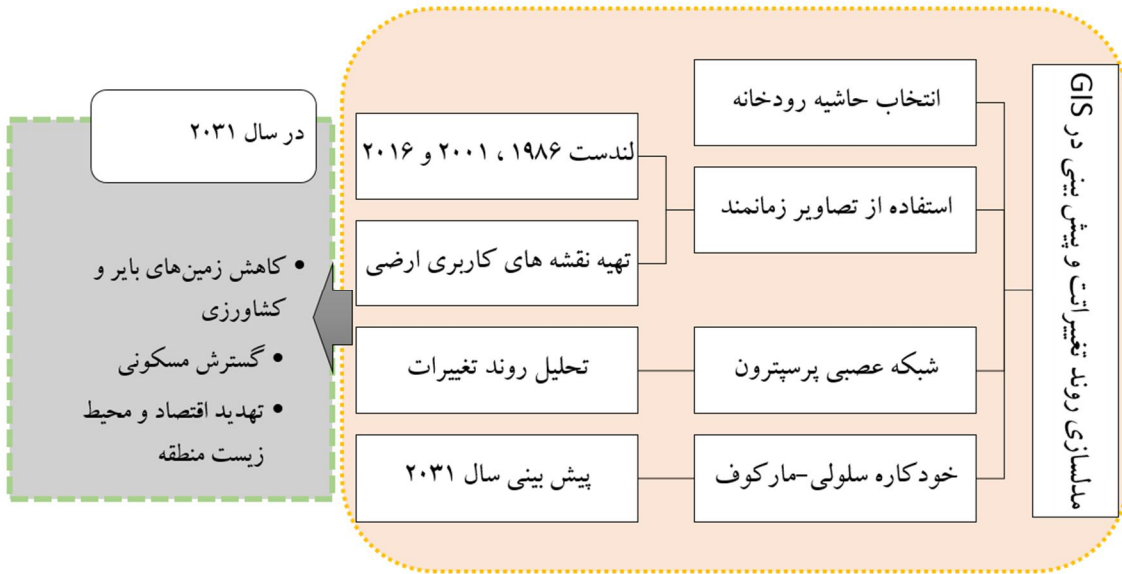 مدلسازی روند تغییراتت و پیش بینی در GIS
انتخاب حاشیه رودخانه
استفاده از تصاویر زمانمند
لندست ۱۹۸۶ ، ۲۰۰۱ و ۲۰۱۶
تهیه نقشه های کاربری ارضی
شبکه عصبی پرسپترون
تحلیل روند تغییرات
خودکاره سلولی-مارکوف
پیش بینی سال ۲۰۳۱
در سال ۲۰۳۱
• کاهش زمین‌های بایر و
کشاورزی
• گسترش مسکونی
• تهدید اقتصاد و محیط
زیست منطقه